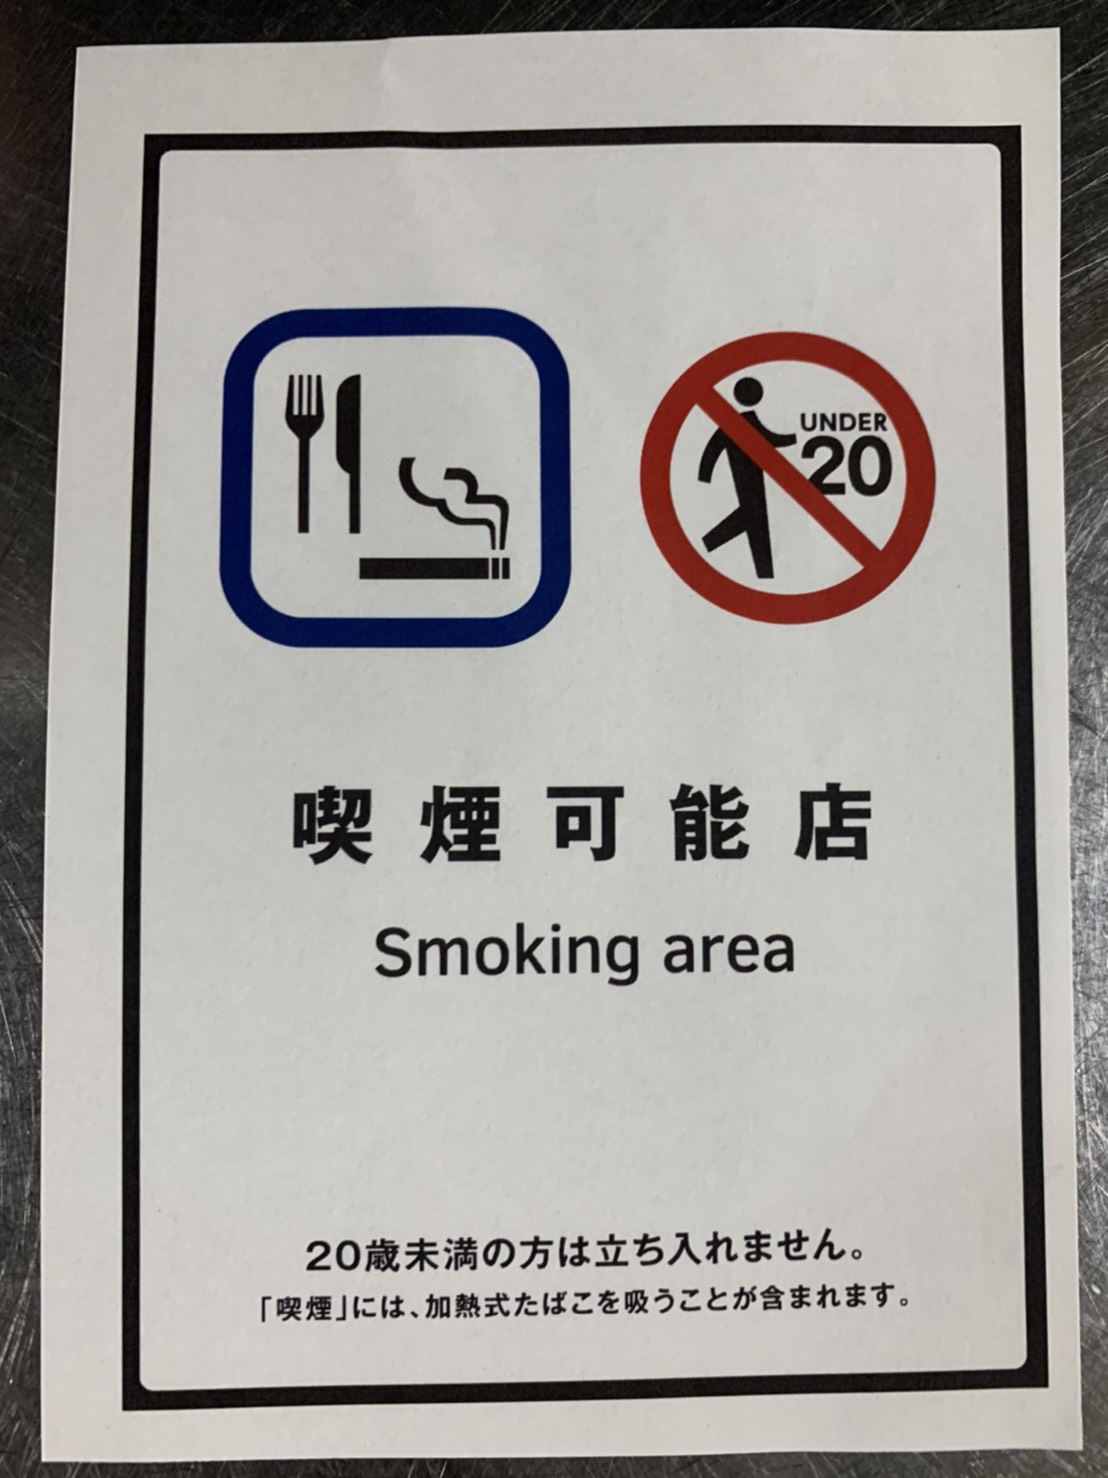 UNDER
20
喫煙可能店
Smoking area
20歳未満の方は立ち入れません。
「喫煙」には、加熱式たばこを吸うことが含まれます。